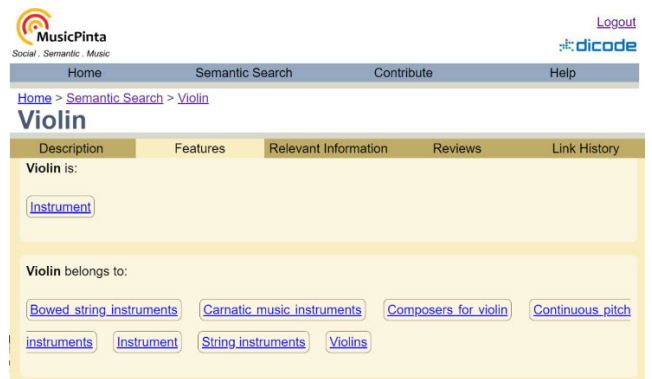 MusicPinta
Social . Semantic . Music
Logout
dicode
Home Semantic Search Contribute Help
Home > Semantic Search > Violin
Violin
Description Features Relevant Information Reviews Link History
Violin is:
Instrument
Violin belongs to:
Bowed string instruments Carnatic music instruments Composers for violin Continuous pitch
instruments Instrument String instruments Violins